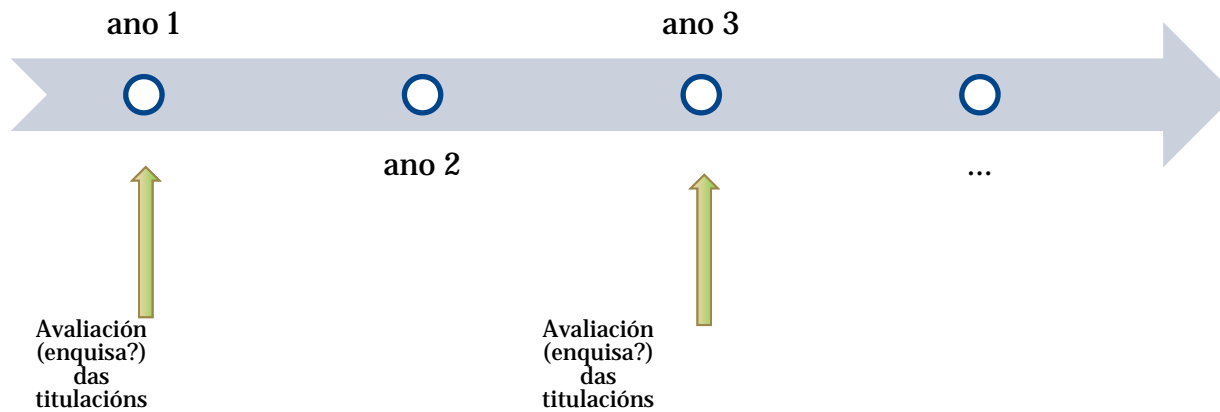 ano 1
ano 3
ano 2
...
Avaliación
(enquisa?)
das
titulacións
Avaliación
(enquisa?)
das
titulacións